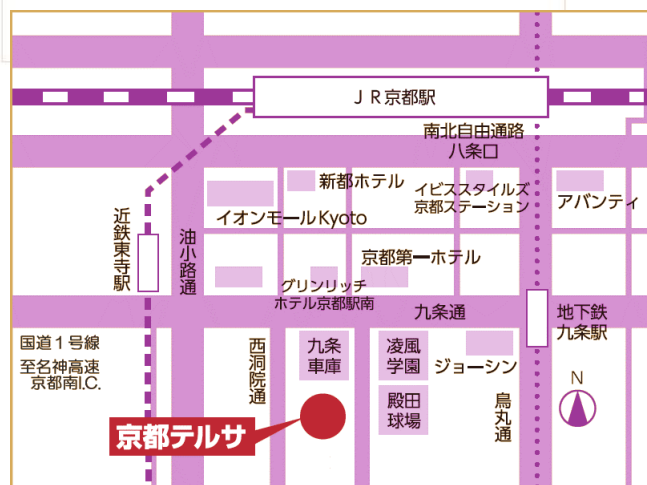 JR京都駅
南北自由通路
八条口
新都ホテル
イビススタイルズ
京都ステーション
アバンティ
イオンモールKyoto
近鉄東寺駅
油小路通
京都第一ホテル
グリンリッチ
ホテル京都駅南
九条通
地下鉄
九条駅
国道1号線
至名神高速
京都南I.C.
西洞院通
九条
車庫
凌風
学園
ジョーシン
殿田
球場
烏丸通
N
京都テルサ